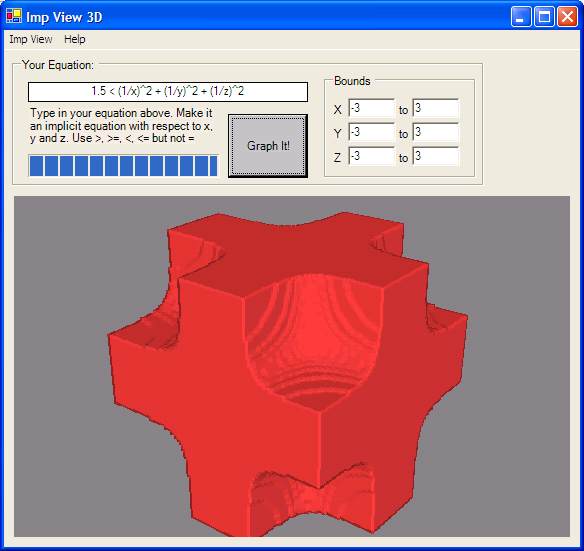 Imp View 3D
Imp View Help
Your Equation:
1.5 < (1/x)^2 + (1/y)^2 + (1/z)^2
Type in your equation above. Make it
an implicit equation with respect to x,
y and z. Use >, >=, <, <= but not =
Graph It!
Bounds
X -3 to 3
Y -3 to 3
Z -3 to 3